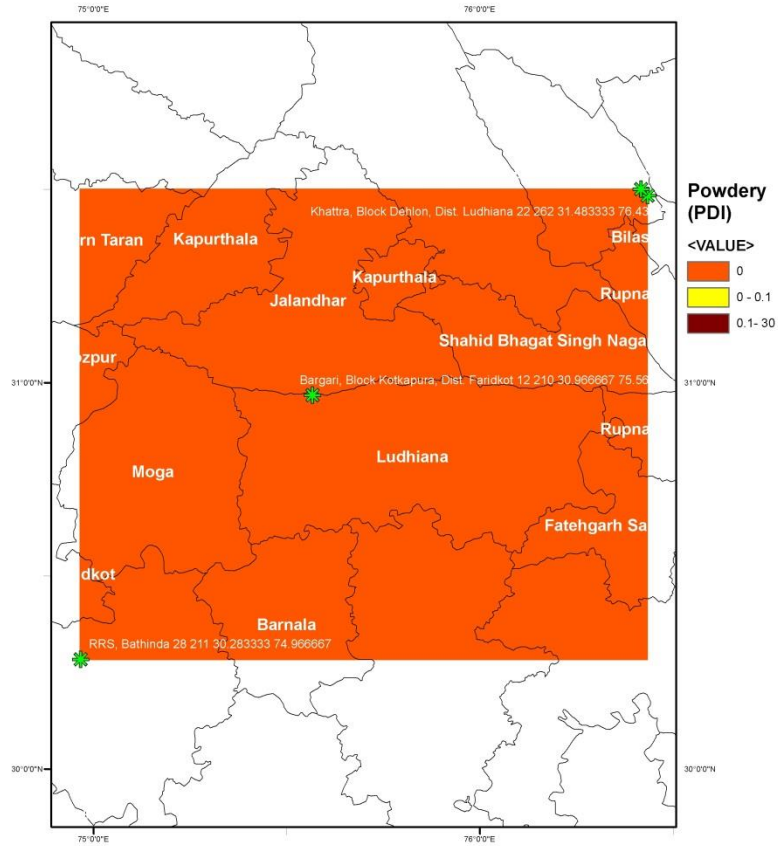 75°0'0"E 76°0'0"E
Powdery
(PDI)
<VALUE>
0
0 - 0.1
0.1- 30
Khattra, Block Dehlon, Dist. Ludhiana 22 262 31.483333 76.43
rn Taran
Kapurthala
Bilas
Kapurthala
Jalandhar
Rupna
Shahid Bhagat Singh Naga
ozpur
Bargari, Block Kotkapura, Dist. Faridkot 12 210 30.966667 75.56
31°0'0"N 31°0'0"N
Rupna
Ludhiana
Moga
Fatehgarh Sa
dkot
Barnala
RRS, Bathinda 28 211 30.283333 74.966667
30°0'0"N 30°0'0"N
75°0'0"E 76°0'0"E